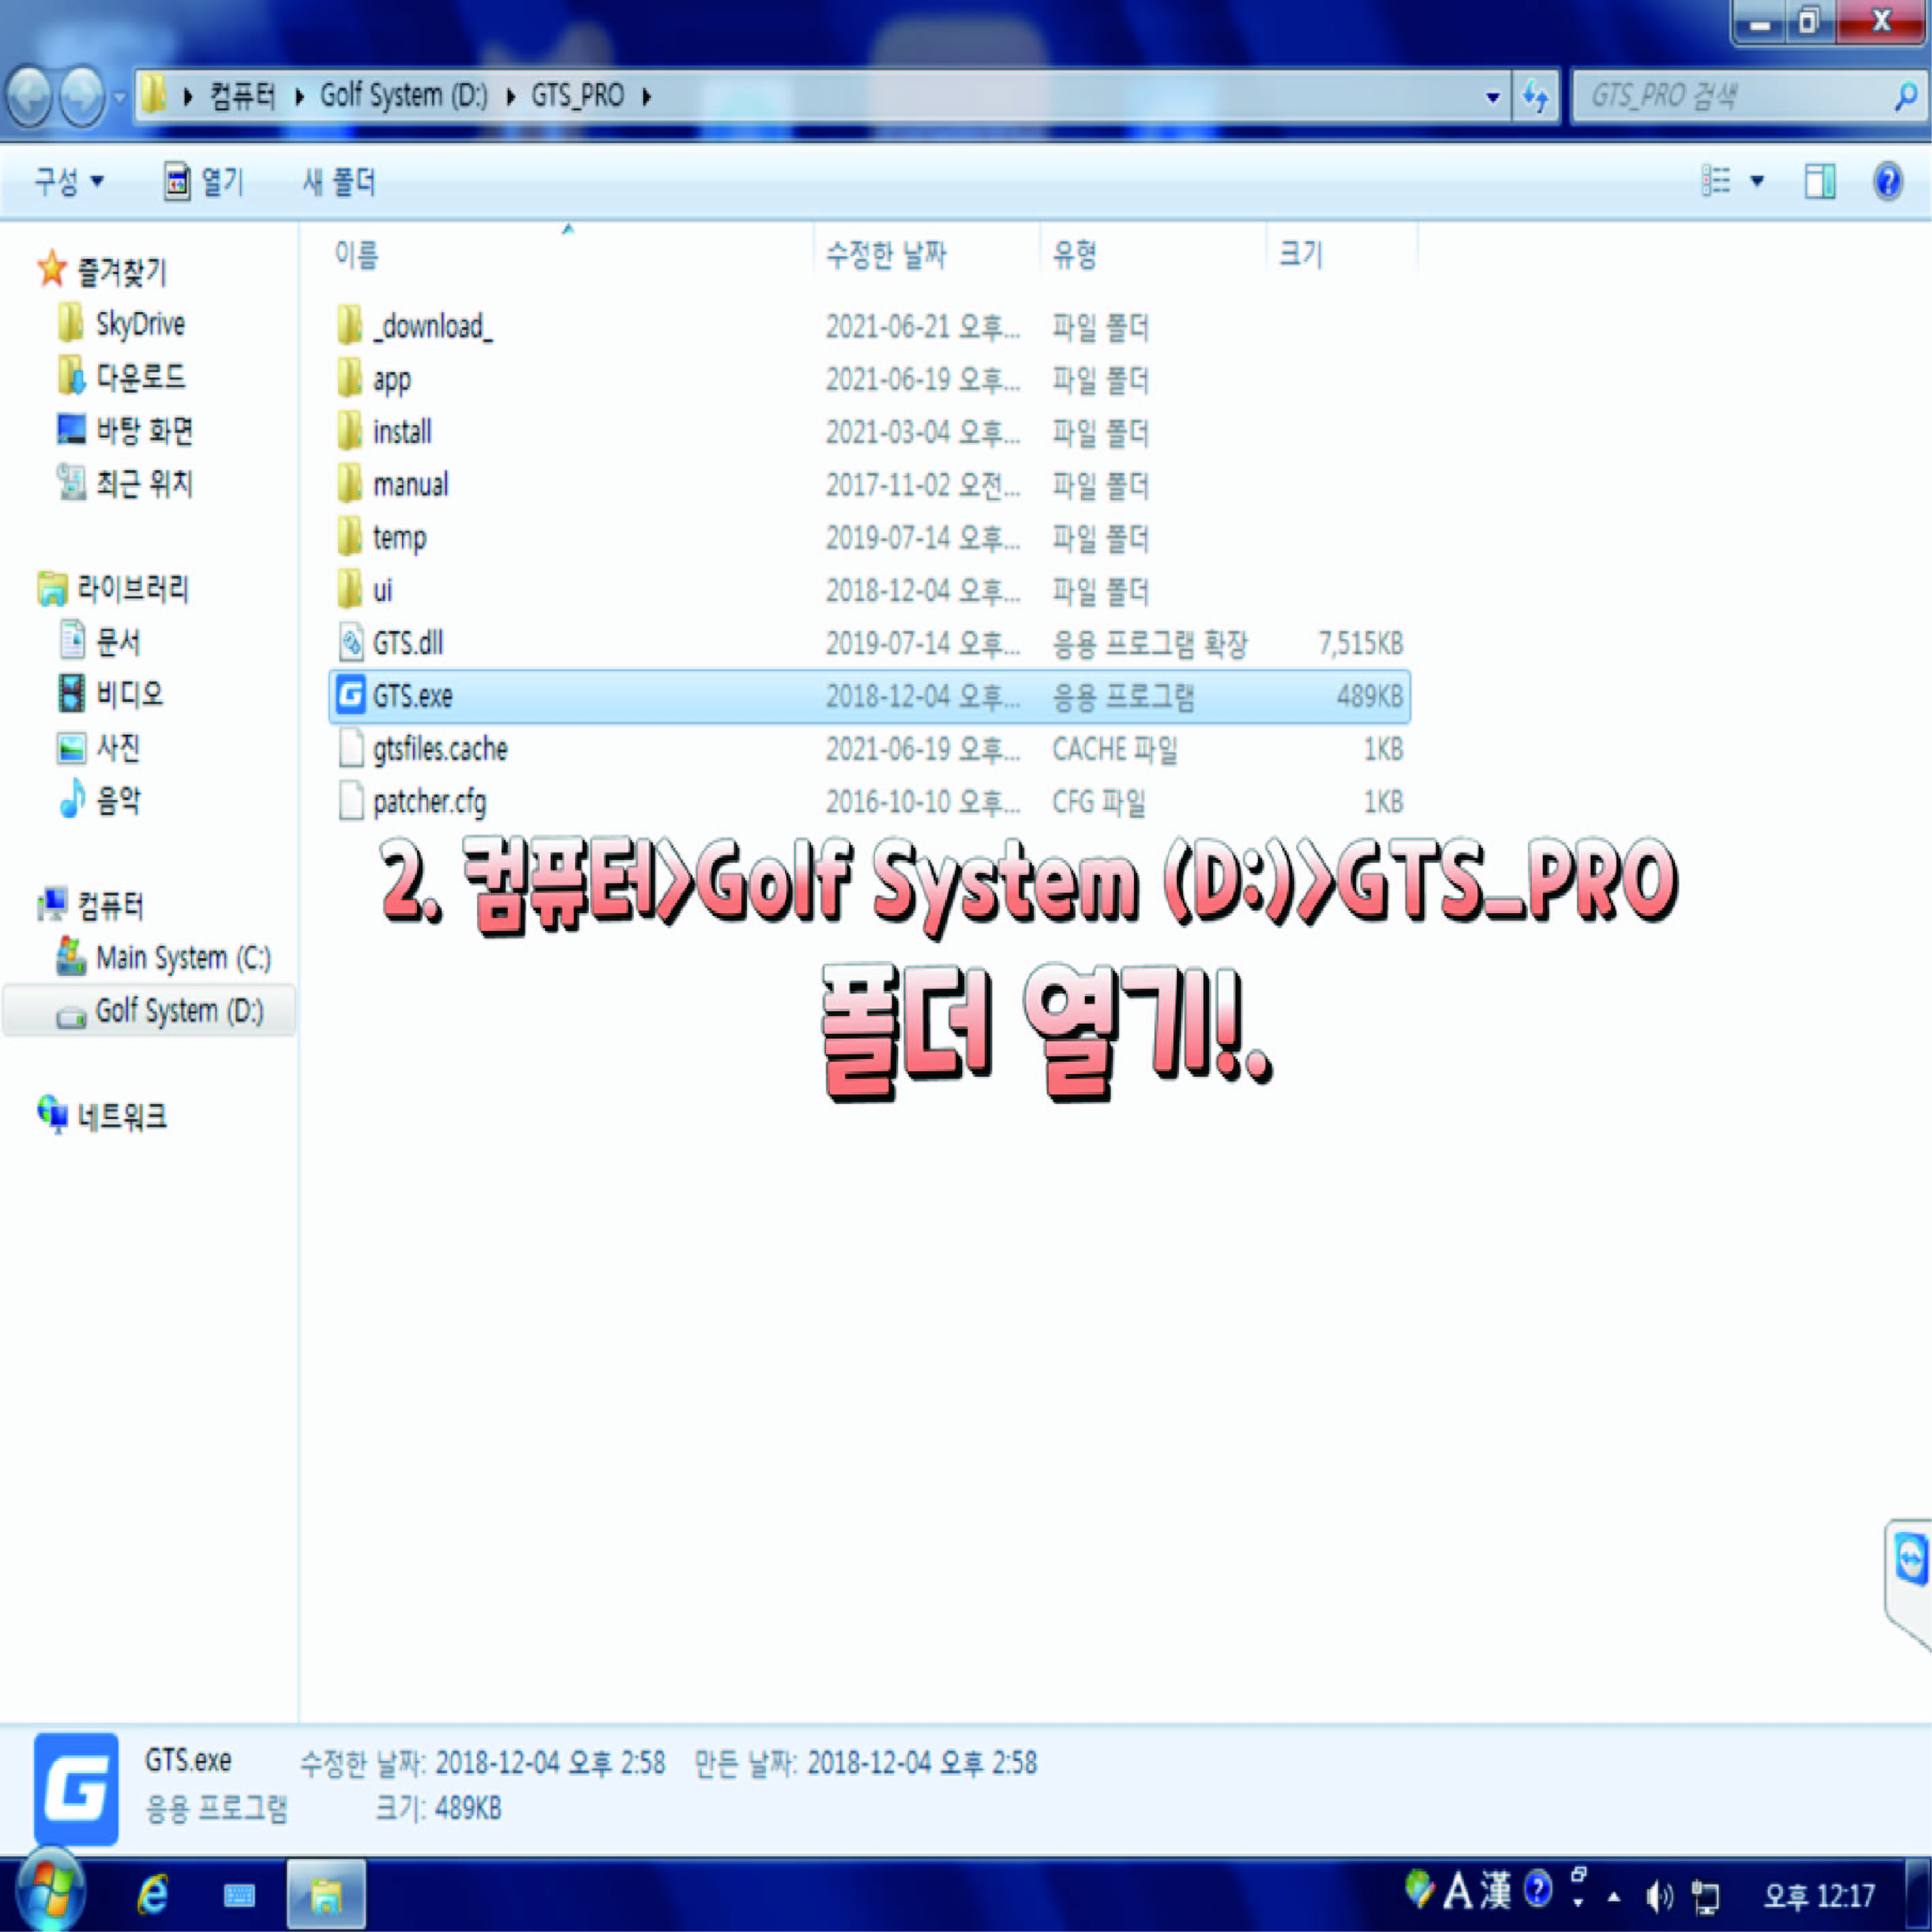 컴퓨터 Golf System (D:) GTS_PRO
GTS_PRO 검색
구성 열기 새 폴더
이름 수정한 날짜 유형 크기
즐겨찾기
SkyDrive
다운로드
바탕 화면
최근 위치
라이브러리
문서
비디오
사진
음악
컴퓨터
Main System (C:)
Golf System (D:)
네트워크
_download_ 2021-06-21 오후... 파일 폴더
app 2021-06-19 오후... 파일 폴더
install 2021-03-04 오후... 파일 폴더
manual 2017-11-02 오전... 파일 폴더
temp 2019-07-14 오후... 파일 폴더
ui 2018-12-04 오후... 파일 폴더
GTS.dll 2019-07-14 오후... 응용 프로그램 확장 7,515KB
GTS.exe 2018-12-04 오후... 응용 프로그램 489KB
gtsfiles.cache 2021-06-19 오후... CACHE 파일 1KB
patcher.cfg 2016-10-10 오후... CFG 파일 1KB
2. 컴퓨터>Golf System (D:)>GTS_PRO
폴더 열기!.
G
GTS.exe 수정한 날짜: 2018-12-04 오후 2:58 만든 날짜: 2018-12-04 오후 2:58
응용 프로그램 크기: 489KB
A 漢 오후 12:17